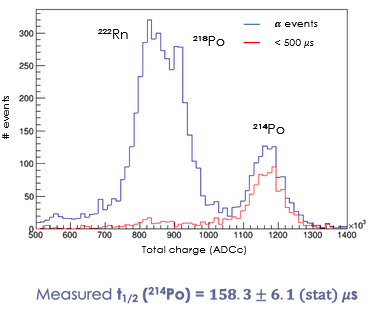 ²²²Rn
²¹⁸Po
α events
< 500 μs
²¹⁴Po
# events
300
250
200
150
100
50
0
500 600 700 800 900 1000 1100 1200 1300 1400
×10³
Total charge (ADCc)
Measured t₁/₂ (²¹⁴Po) = 158.3 ± 6.1 (stat) μs